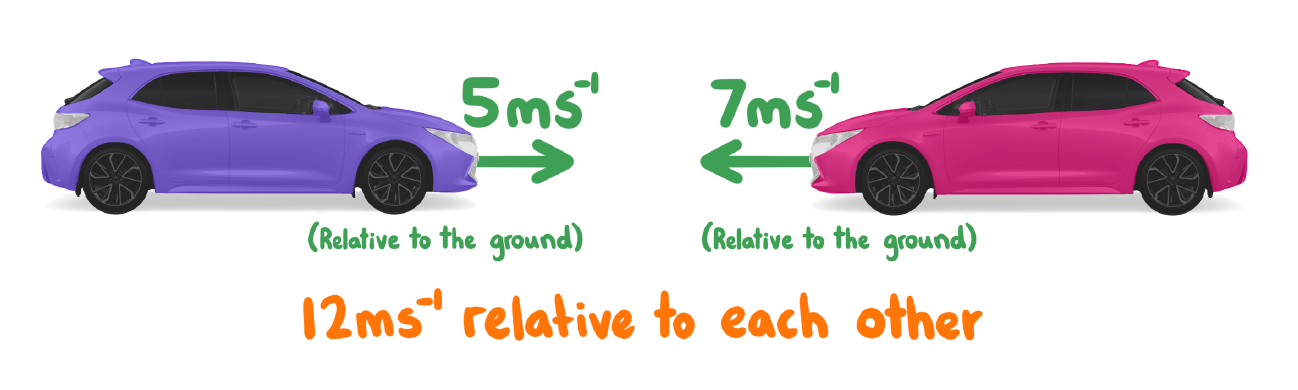 5ms⁻¹
7ms⁻¹
(Relative to the ground)
(Relative to the ground)
12ms⁻¹ relative to each other